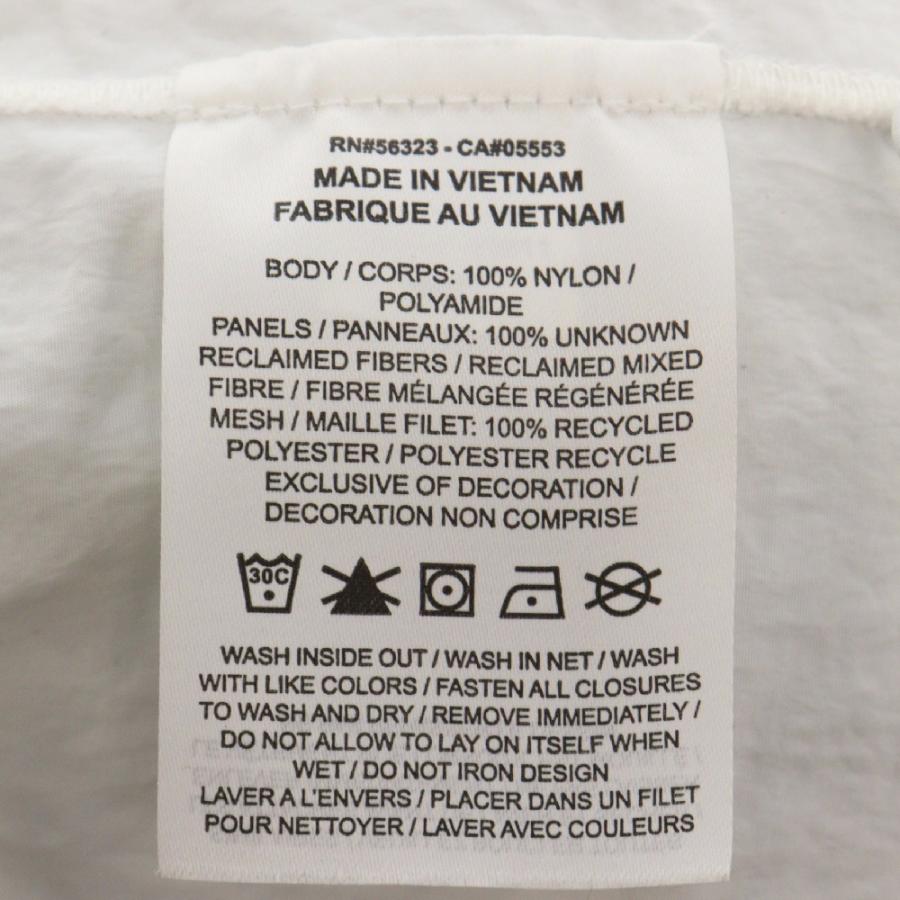 RN#56323 - CA#05553
MADE IN VIETNAM
FABRIQUE AU VIETNAM
BODY / CORPS: 100% NYLON /
POLYAMIDE
PANELS / PANNEAUX: 100% UNKNOWN
RECLAIMED FIBERS / RECLAIMED MIXED
FIBRE / FIBRE MÉLANGÉE RÉGÉNÉRÉE
MESH / MAILLE FILET: 100% RECYCLED
POLYESTER / POLYESTER RECYCLE
EXCLUSIVE OF DECORATION /
DECORATION NON COMPRISE
30C
WASH INSIDE OUT / WASH IN NET / WASH
WITH LIKE COLORS / FASTEN ALL CLOSURES
TO WASH AND DRY / REMOVE IMMEDIATELY /
DO NOT ALLOW TO LAY ON ITSELF WHEN
WET / DO NOT IRON DESIGN
LAVER A L'ENVERS / PLACER DANS UN FILET
POUR NETTOYER / LAVER AVEC COULEURS